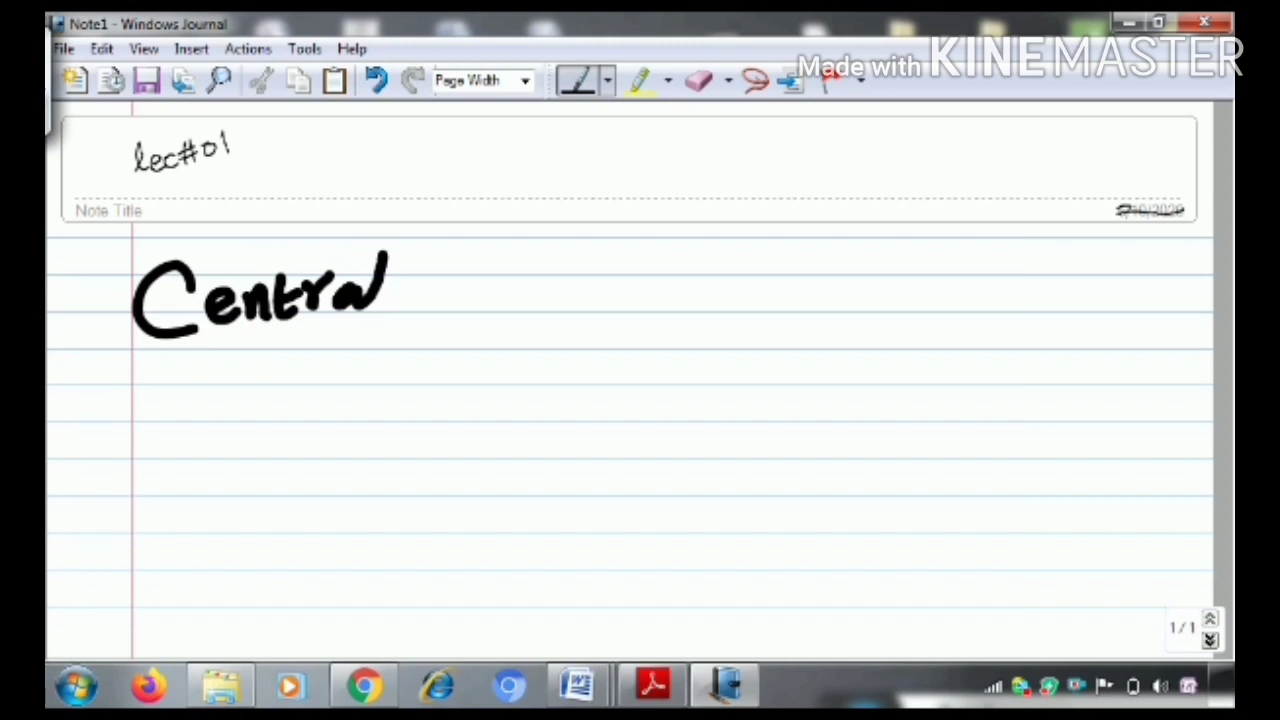 Note1 - Windows Journal
File Edit View Insert Actions Tools Help
Made with KINEMASTER
Page Width
lec#01
Note Title
Central
1/1